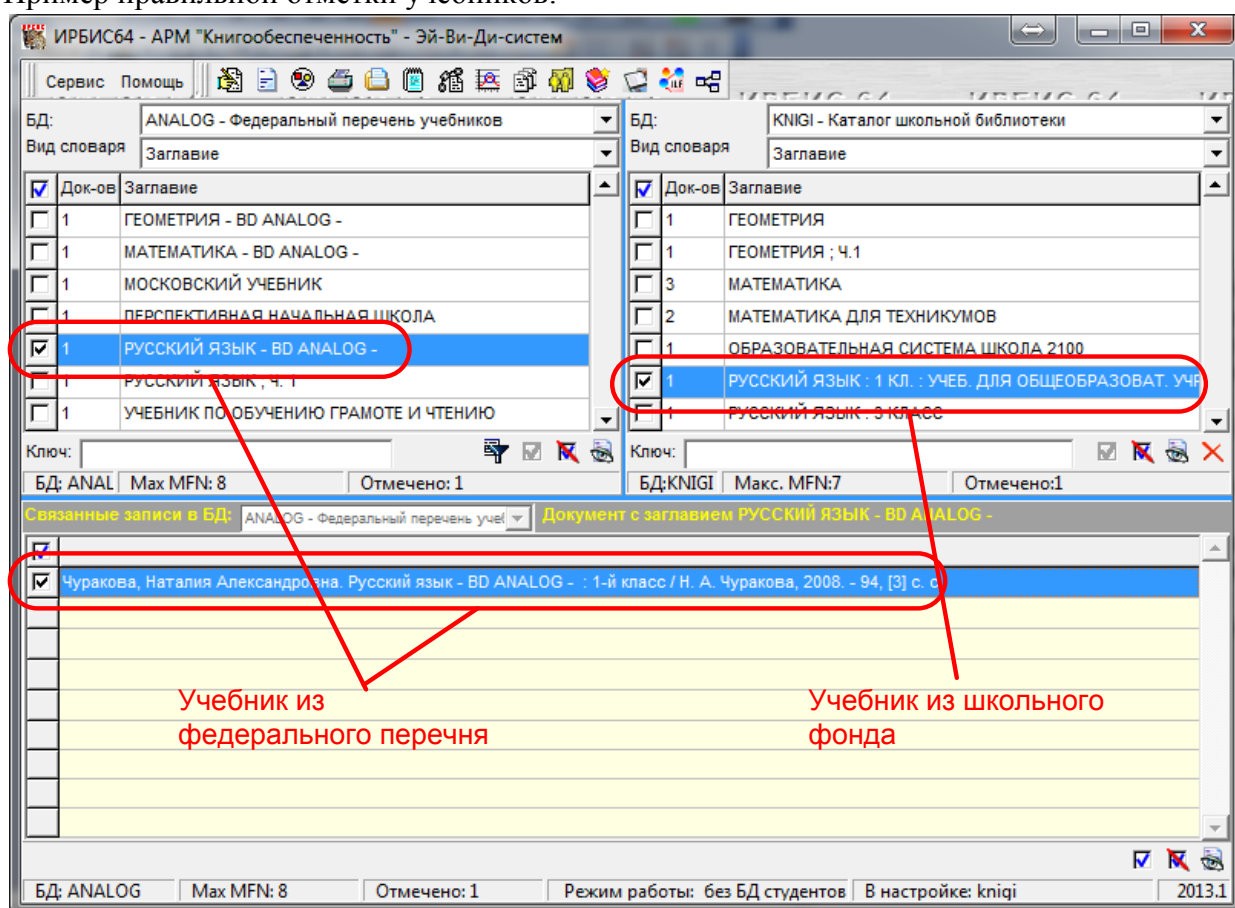 Пример правильной отметки учебников:
ИРБИС64 - АРМ "Книгообеспеченность" - Эй-Ви-Ди-систем
Сервис Помощь
БД: ANALOG - Федеральный перечень учебников
Вид словаря Заглавие
Док-ов Заглавие
1 ГЕОМЕТРИЯ - BD ANALOG -
1 МАТЕМАТИКА - BD ANALOG -
1 МОСКОВСКИЙ УЧЕБНИК
1 ПЕРСПЕКТИВНАЯ НАЧАЛЬНАЯ ШКОЛА
1 РУССКИЙ ЯЗЫК - BD ANALOG -
1 РУССКИЙ ЯЗЫК ; Ч. 1
1 УЧЕБНИК ПО ОБУЧЕНИЮ ГРАМОТЕ И ЧТЕНИЮ
Ключ:
БД: ANAL Max MFN: 8 Отмечено: 1
БД: KNIGI - Каталог школьной библиотеки
Вид словаря Заглавие
Док-ов Заглавие
1 ГЕОМЕТРИЯ
1 ГЕОМЕТРИЯ ; Ч.1
3 МАТЕМАТИКА
2 МАТЕМАТИКА ДЛЯ ТЕХНИКУМОВ
1 ОБРАЗОВАТЕЛЬНАЯ СИСТЕМА ШКОЛА 2100
1 РУССКИЙ ЯЗЫК : 1 КЛ. : УЧЕБ. ДЛЯ ОБЩЕОБРАЗОВАТ. УЧР
1 РУССКИЙ ЯЗЫК : 3 КЛАСС
Ключ:
БД:KNIGI Макс. MFN:7 Отмечено:1
Связанные записи в БД: ANALOG - Федеральный перечень учеб Документ с заглавием РУССКИЙ ЯЗЫК - BD ANALOG -
Чуракова, Наталия Александровна. Русский язык - BD ANALOG - : 1-й класс / Н. А. Чуракова, 2008. - 94, [3] с. с
Учебник из
федерального перечня
Учебник из школьного
фонда
БД: ANALOG Max MFN: 8 Отмечено: 1 Режим работы: без БД студентов В настройке: knigi 2013.1